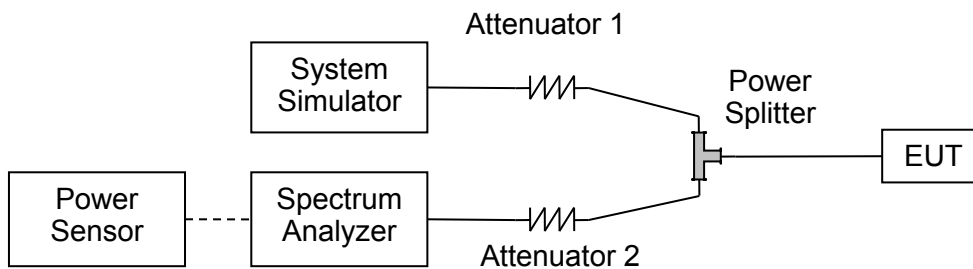 Attenuator 1
System
Simulator
Power
Splitter
EUT
Power
Sensor
Spectrum
Analyzer
Attenuator 2